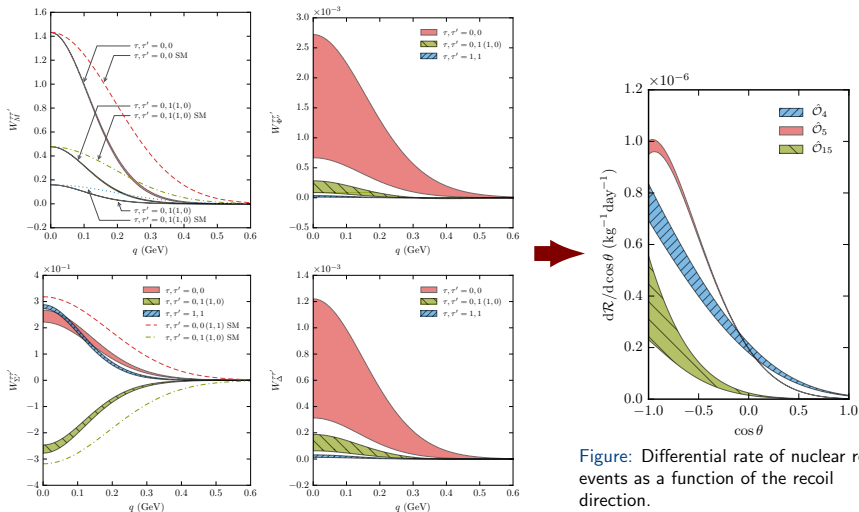 1.6
1.4
1.2
1.0
0.8
0.6
0.4
0.2
0.0
−0.2
W_M^{ττ′}
τ,τ′ = 0,0
τ,τ′ = 0,0 SM
τ,τ′ = 0,1(1,0)
τ,τ′ = 0,1(1,0) SM
τ,τ′ = 0,1(1,0)
τ,τ′ = 0,1(1,0) SM
0.0 0.1 0.2 0.3 0.4 0.5 0.6
q (GeV)
×10⁻³
3.0
2.5
2.0
1.5
1.0
0.5
0.0
−0.5
τ,τ′ = 0,0
τ,τ′ = 0,1(1,0)
τ,τ′ = 1,1
0.0 0.1 0.2 0.3 0.4 0.5 0.6
q (GeV)
×10⁻¹
4
3
2
1
0
−1
−2
−3
−4
τ,τ′ = 0,0
τ,τ′ = 0,1(1,0)
τ,τ′ = 1,1
τ,τ′ = 0,0(1,1) SM
τ,τ′ = 0,1(1,0) SM
0.0 0.1 0.2 0.3 0.4 0.5 0.6
q (GeV)
×10⁻³
1.4
1.2
1.0
0.8
0.6
0.4
0.2
0.0
−0.2
W_Δ^{ττ′}
τ,τ′ = 0,0
τ,τ′ = 0,1(1,0)
τ,τ′ = 1,1
0.0 0.1 0.2 0.3 0.4 0.5 0.6
q (GeV)
×10⁻⁶
1.2
1.0
0.8
0.6
0.4
0.2
0.0
dR/d cos θ (kg⁻¹day⁻¹)
Ô₄
Ô₅
Ô₁₅
−1.0 −0.5 0.0 0.5 1.0
cos θ
Figure: Differential rate of nuclear re
events as a function of the recoil
direction.